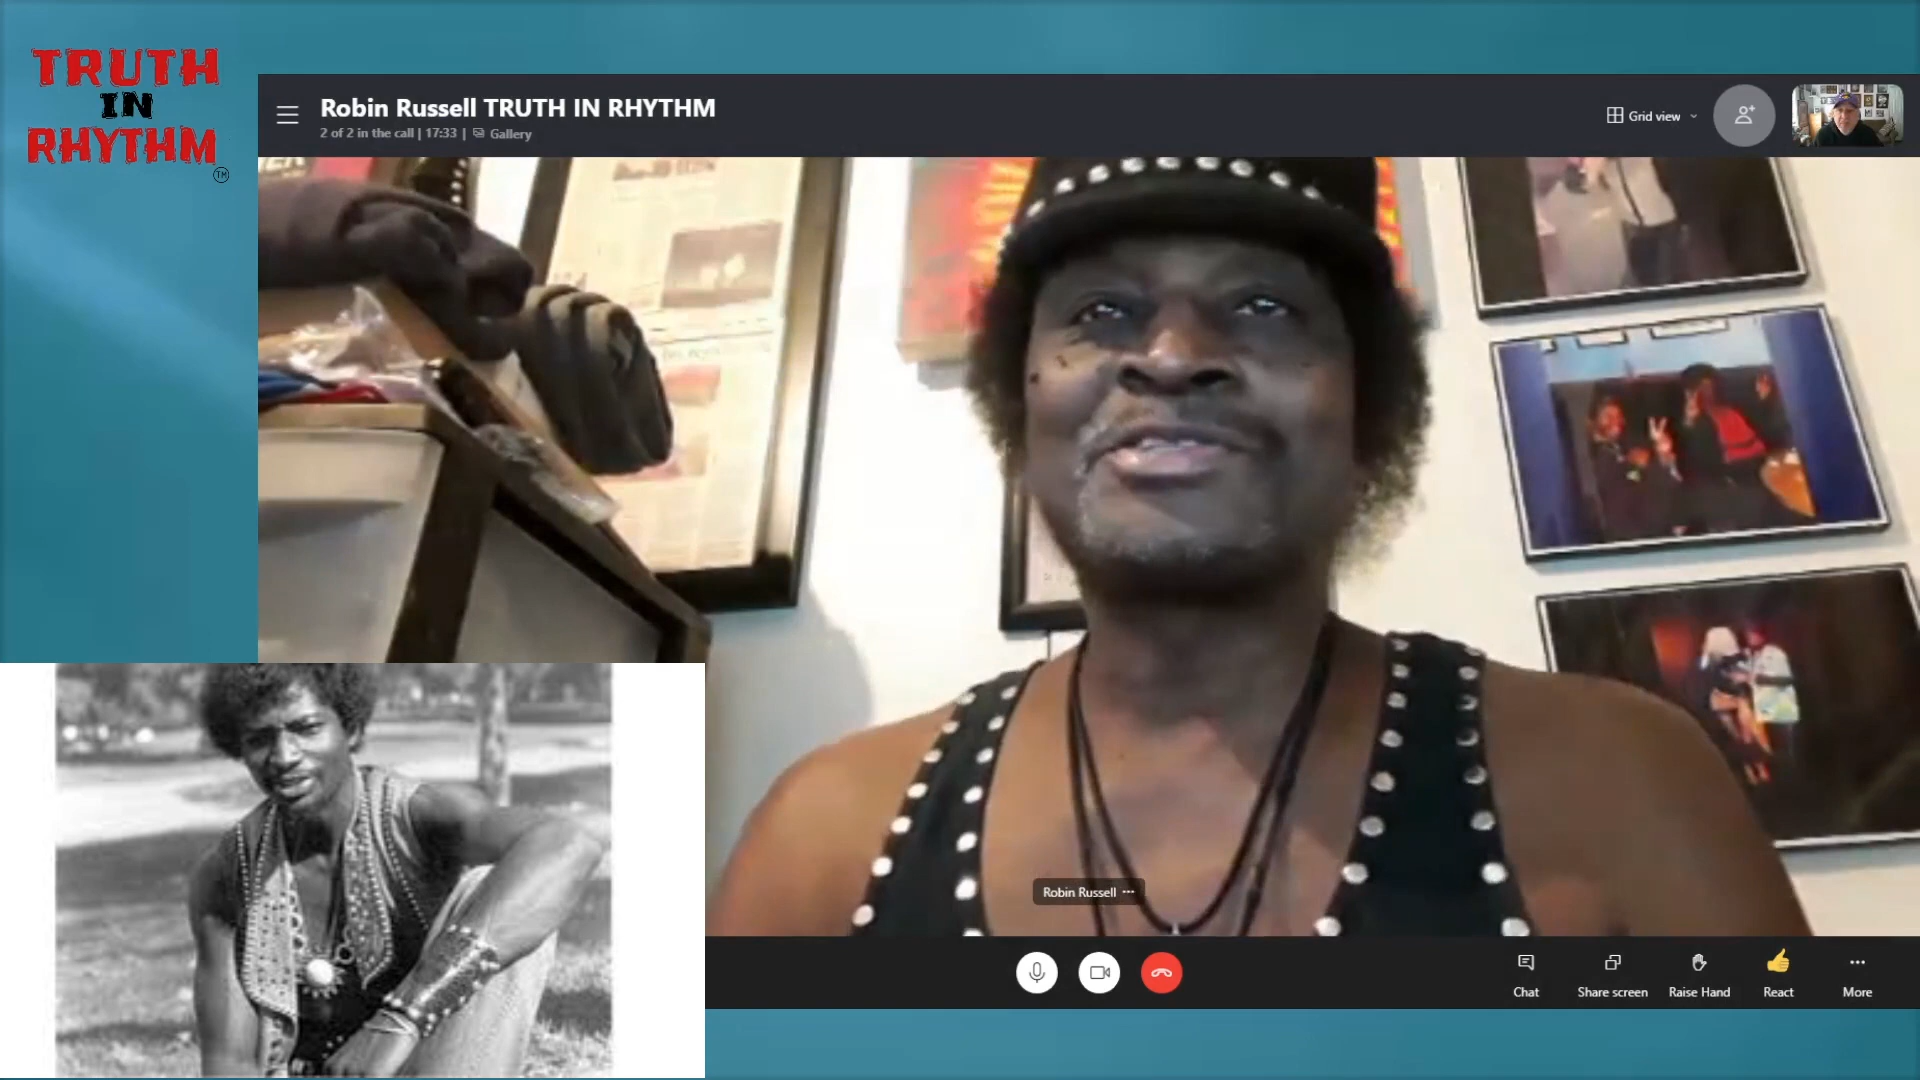 TRUTH
IN
RHYTHM
TM
Robin Russell TRUTH IN RHYTHM
2 of 2 in the call | 17:33 | Gallery
Grid view
Robin Russell
Chat
Share screen
Raise Hand
React
More